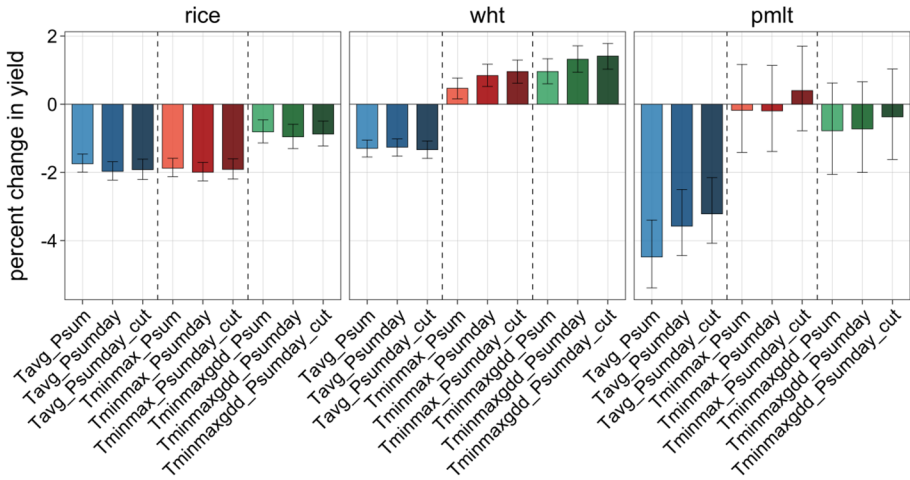 rice wht pmlt
percent change in yield
2
0
-2
-4
Tavg_Psum
Tavg_Psumday
Tavg_Psumday_cut
Tminmax_Psum
Tminmax_Psumday
Tminmax_Psumday_cut
Tminmaxgdd_Psum
Tminmaxgdd_Psumday
Tminmaxgdd_Psumday_cut
Tavg_Psum
Tavg_Psumday
Tavg_Psumday_cut
Tminmax_Psum
Tminmax_Psumday
Tminmax_Psumday_cut
Tminmaxgdd_Psum
Tminmaxgdd_Psumday
Tminmaxgdd_Psumday_cut
Tavg_Psum
Tavg_Psumday
Tavg_Psumday_cut
Tminmax_Psum
Tminmax_Psumday
Tminmax_Psumday_cut
Tminmaxgdd_Psum
Tminmaxgdd_Psumday
Tminmaxgdd_Psumday_cut